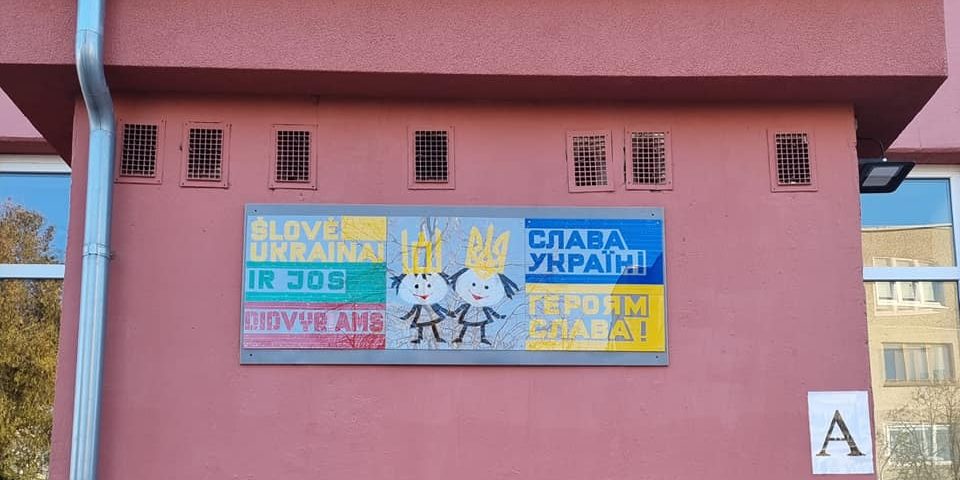 ŠLOVĖ
UKRAINAI
IR JOS
DIDVYRIAMS
СЛАВА
УКРАЇНІ
ГЕРОЯМ
СЛАВА!
A